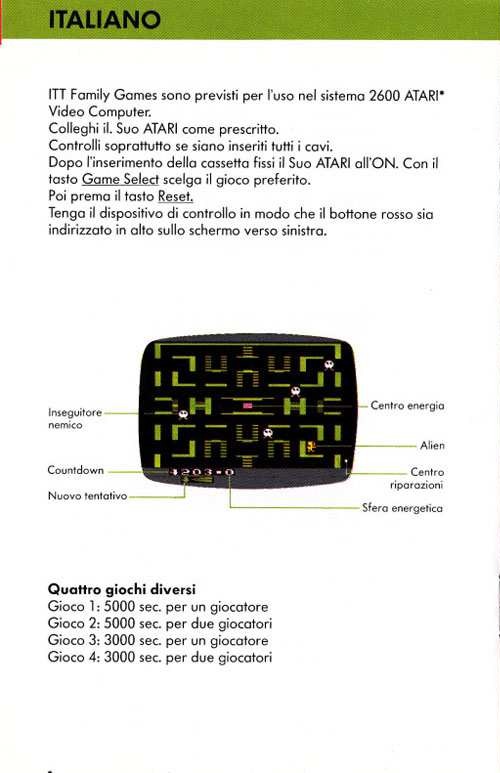 ITALIANO
ITT Family Games sono previsti per l'uso nel sistema 2600 ATARI*
Video Computer.
Colleghi il. Suo ATARI come prescritto.
Controlli soprattutto se siano inseriti tutti i cavi.
Dopo l'inserimento della cassetta fissi il Suo ATARI all'ON. Con il
tasto Game Select scelga il gioco preferito.
Poi prema il tasto Reset.
Tenga il dispositivo di controllo in modo che il bottone rosso sia
indirizzato in alto sullo schermo verso sinistra.
Inseguitore
nemico
Countdown
Nuovo tentativo
4203
0
Centro energia
Alien
Centro
riparazioni
Sfera energetica
Quattro giochi diversi
Gioco 1: 5000 sec. per un giocatore
Gioco 2: 5000 sec. per due giocatori
Gioco 3: 3000 sec. per un giocatore
Gioco 4: 3000 sec. per due giocatori